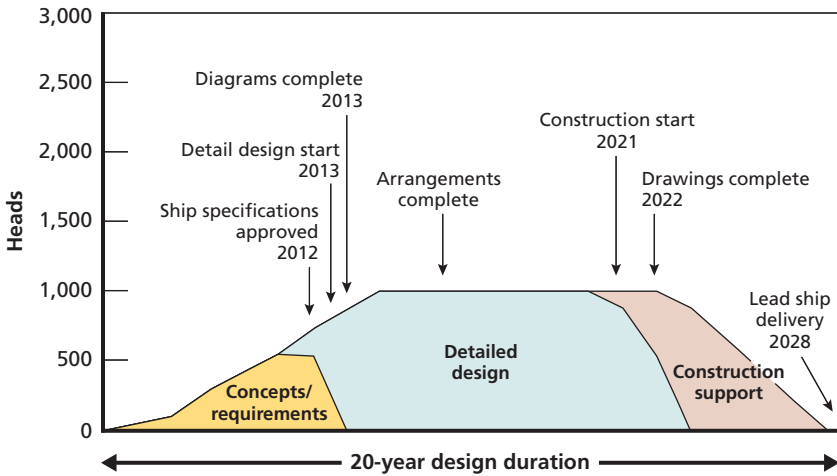 3,000
2,500
2,000
1,500
1,000
500
0
Heads
Diagrams complete
2013
Detail design start
2013
Ship specifications
approved
2012
Arrangements
complete
Construction start
2021
Drawings complete
2022
Lead ship
delivery
2028
Concepts/
requirements
Detailed
design
Construction
support
20-year design duration